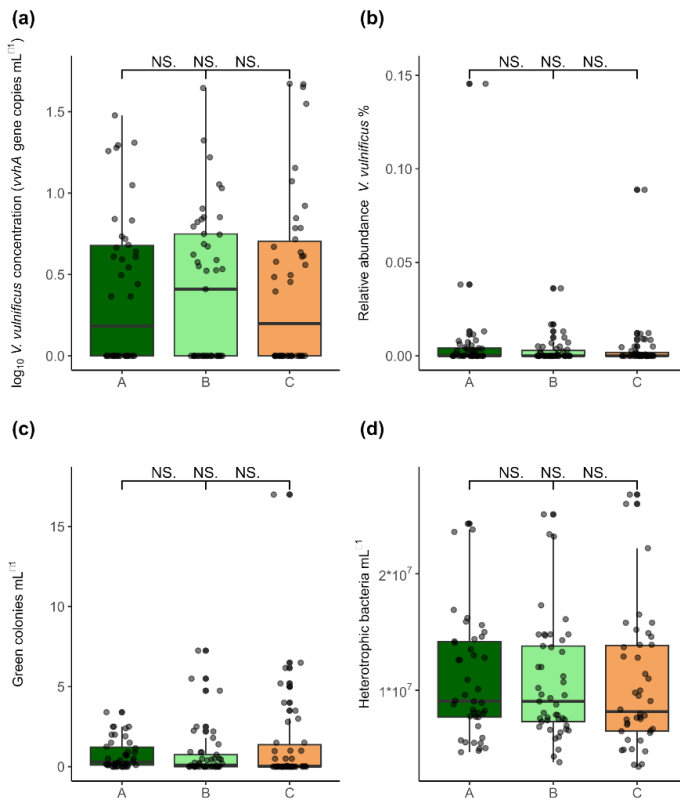 (a)
NS. NS. NS.
log10 V. vulnificus concentration (vvhA gene copies mL□1)
1.5
1.0
0.5
0.0
A B C
(b)
NS. NS. NS.
Relative abundance V. vulnificus %
0.15
0.10
0.05
0.00
A B C
(c)
NS. NS. NS.
Green colonies mL□1
15
10
5
0
A B C
(d)
NS. NS. NS.
Heterotrophic bacteria mL□1
2*10^7
1*10^7
A B C